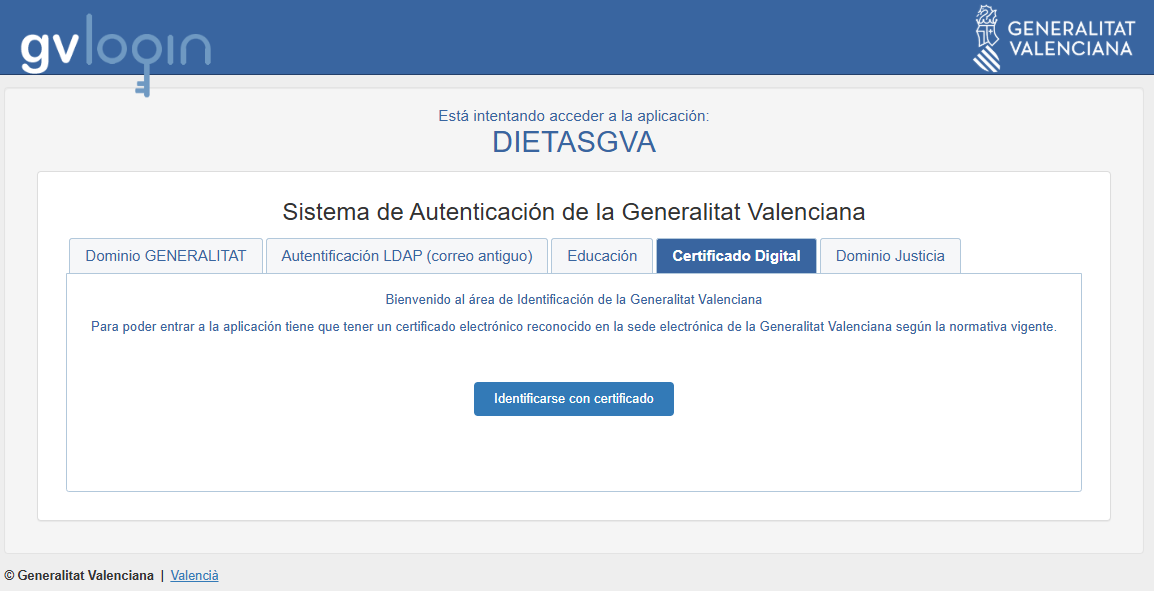 gvlogin
GENERALITAT
VALENCIANA
Está intentando acceder a la aplicación:
DIETASGVA
Sistema de Autenticación de la Generalitat Valenciana
Dominio GENERALITAT
Autentificación LDAP (correo antiguo)
Educación
Certificado Digital
Dominio Justicia
Bienvenido al área de Identificación de la Generalitat Valenciana
Para poder entrar a la aplicación tiene que tener un certificado electrónico reconocido en la sede electrónica de la Generalitat Valenciana según la normativa vigente.
Identificarse con certificado
© Generalitat Valenciana | Valencià